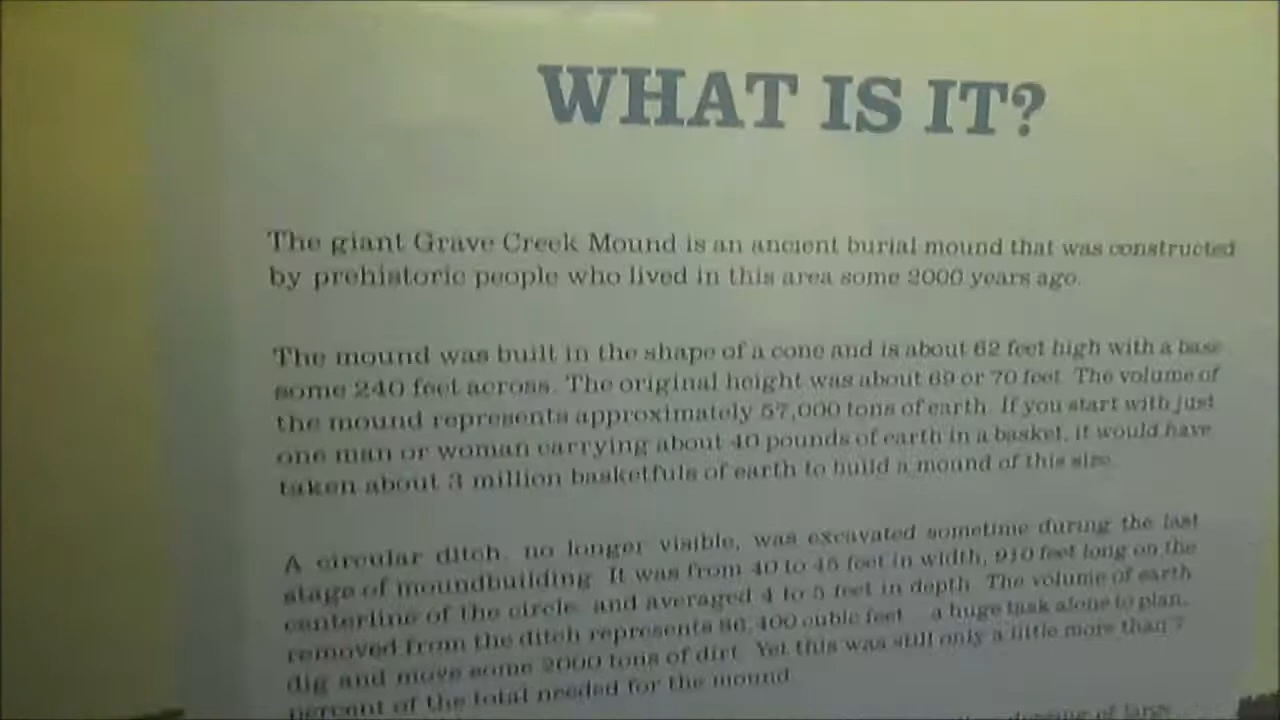 WHAT IS IT?
The giant Grave Creek Mound is an ancient burial mound that was constructed
by prehistoric people who lived in this area some 2000 years ago.
The mound was built in the shape of a cone and is about 62 feet high with a base
some 240 feet across. The original height was about 69 or 70 feet. The volume of
the mound represents approximately 57,000 tons of earth. If you start with just
one man or woman carrying about 40 pounds of earth in a basket, it would have
taken about 3 million basketfuls of earth to build a mound of this size.
A circular ditch, no longer visible, was excavated sometime during the last
stage of moundbuilding. It was from 40 to 45 feet in width, 910 feet long on the
centerline of the circle, and averaged 4 to 5 feet in depth. The volume of earth
removed from the ditch represents cubic feet a huge task alone to plan,
dig and move some 2000 tons of dirt. Yet this was still only a little more than
percent of the total needed for the mound.
of large